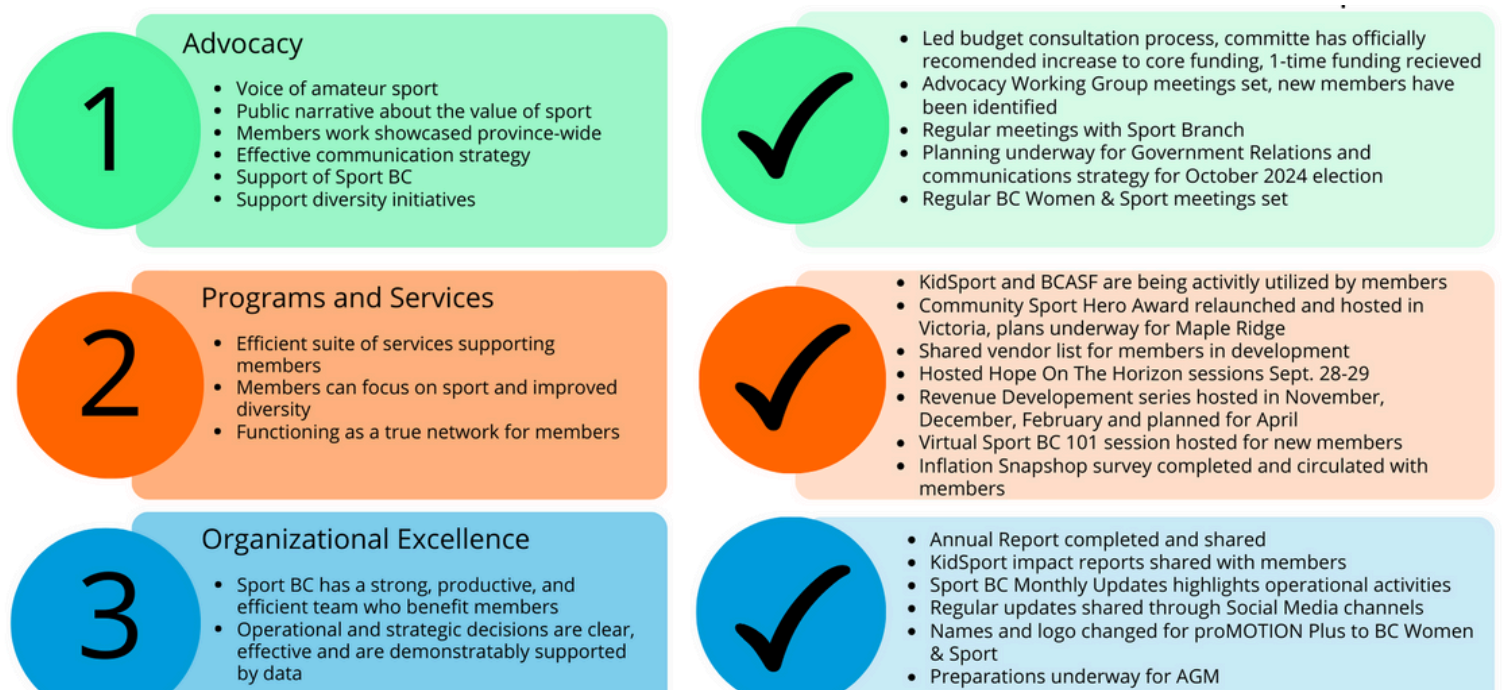 1
Advocacy
• Voice of amateur sport
• Public narrative about the value of sport
• Members work showcased province-wide
• Effective communication strategy
• Support of Sport BC
• Support diversity initiatives
• Led budget consultation process, committe has officially
recomended increase to core funding, 1-time funding recieved
• Advocacy Working Group meetings set, new members have
been identified
• Regular meetings with Sport Branch
• Planning underway for Government Relations and
communications strategy for October 2024 election
• Regular BC Women & Sport meetings set
2
Programs and Services
• Efficient suite of services supporting
members
• Members can focus on sport and improved
diversity
• Functioning as a true network for members
• KidSport and BCASF are being activitly utilized by members
• Community Sport Hero Award relaunched and hosted in
Victoria, plans underway for Maple Ridge
• Shared vendor list for members in development
• Hosted Hope On The Horizon sessions Sept. 28-29
• Revenue Developement series hosted in November,
December, February and planned for April
• Virtual Sport BC 101 session hosted for new members
• Inflation Snapshop survey completed and circulated with
members
3
Organizational Excellence
• Sport BC has a strong, productive, and
efficient team who benefit members
• Operational and strategic decisions are clear,
effective and are demonstratably supported
by data
• Annual Report completed and shared
• KidSport impact reports shared with members
• Sport BC Monthly Updates highlights operational activities
• Regular updates shared through Social Media channels
• Names and logo changed for proMOTION Plus to BC Women
& Sport
• Preparations underway for AGM